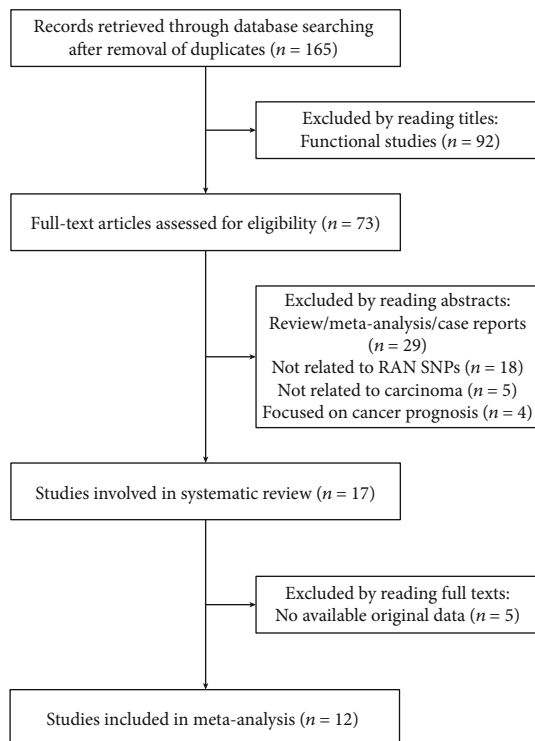 Records retrieved through database searching
after removal of duplicates (n = 165)
Excluded by reading titles:
Functional studies (n = 92)
Full-text articles assessed for eligibility (n = 73)
Excluded by reading abstracts:
Review/meta-analysis/case reports
(n = 29)
Not related to RAN SNPs (n = 18)
Not related to carcinoma (n = 5)
Focused on cancer prognosis (n = 4)
Studies involved in systematic review (n = 17)
Excluded by reading full texts:
No available original data (n = 5)
Studies included in meta-analysis (n = 12)